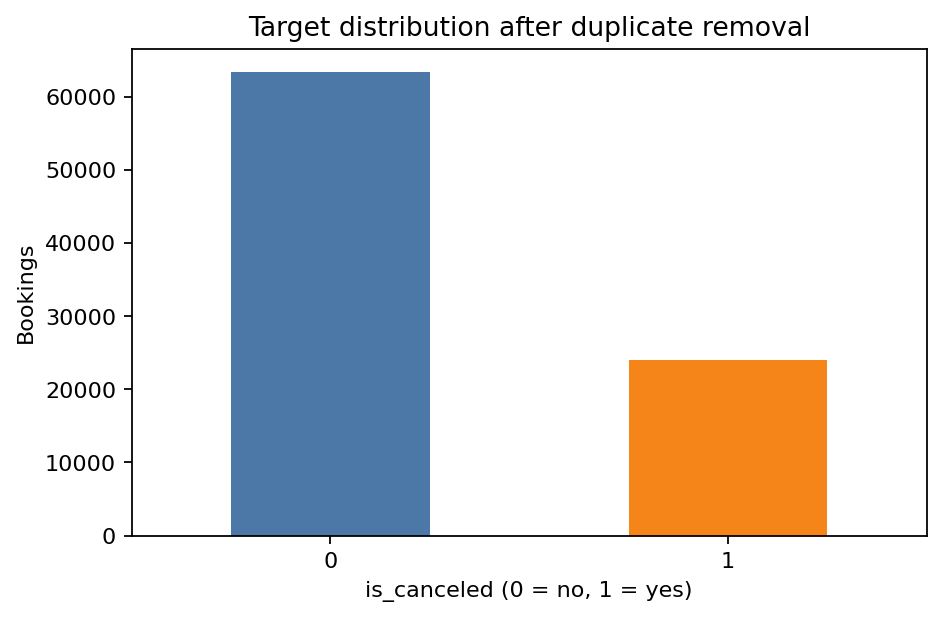 Target distribution after duplicate removal
60000
50000
40000
30000
20000
10000
0
Bookings
0 1
is_canceled (0 = no, 1 = yes)